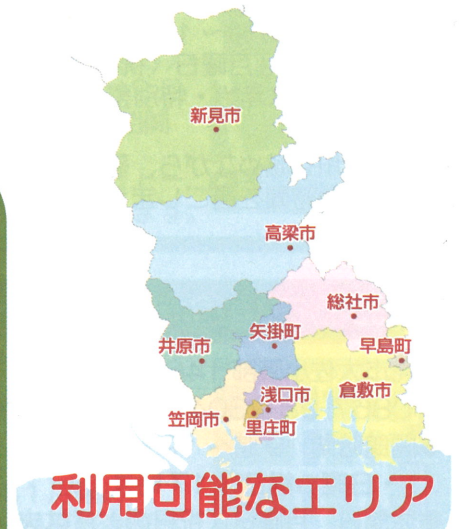 新見市
高梁市
総社市
矢掛町
井原市
早島町
倉敷市
浅口市
笠岡市
里庄町
利用可能なエリア